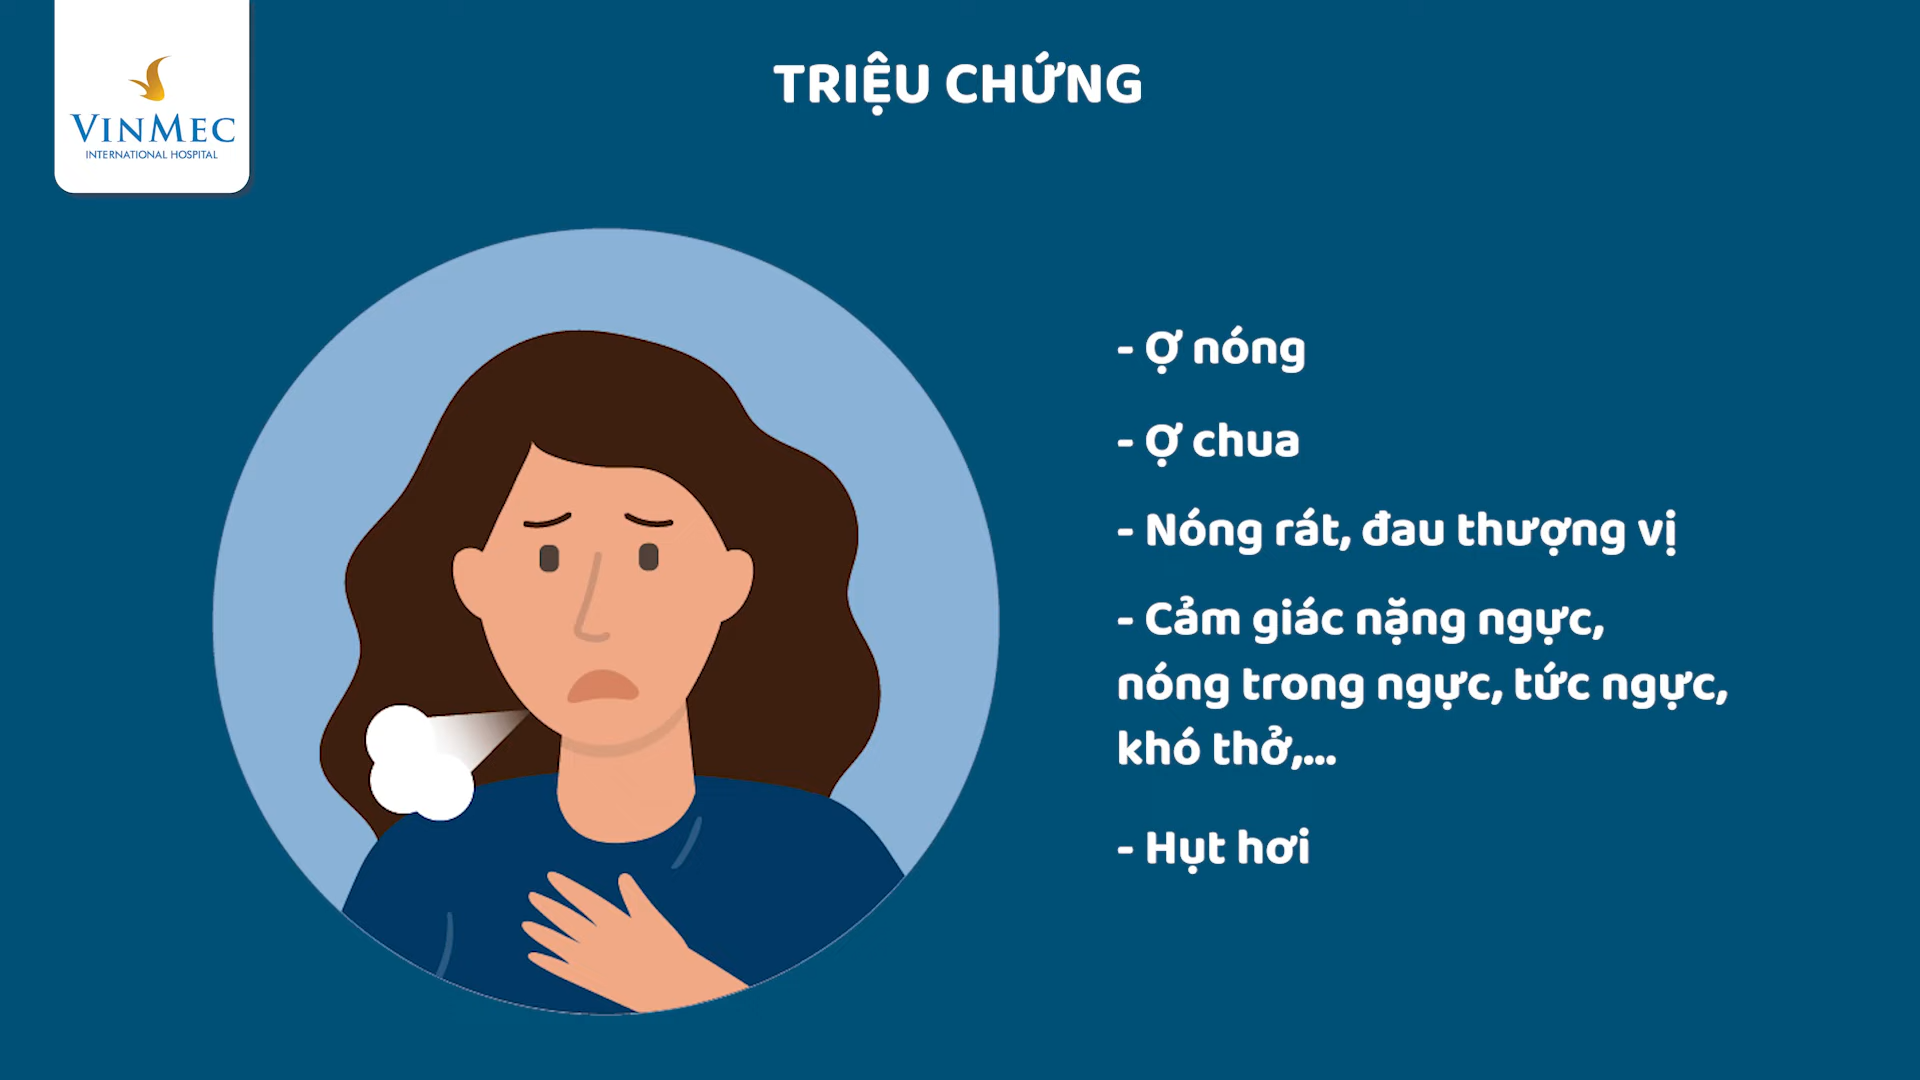 VINMEC
INTERNATIONAL HOSPITAL
TRIỆU CHỨNG
- Ợ nóng
- Ợ chua
- Nóng rát, đau thượng vị
- Cảm giác nặng ngực,
nóng trong ngực, tức ngực,
khó thở,...
- Hụt hơi